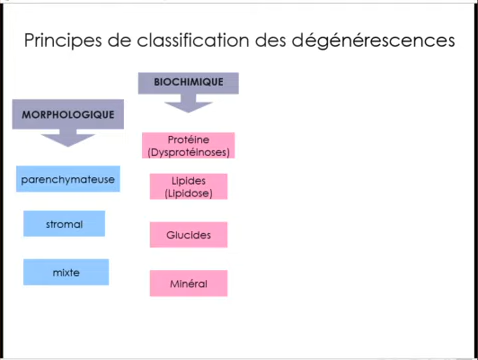 Principes de classification des dégénérescences
MORPHOLOGIQUE
parenchymateuse
stromal
mixte
BIOCHIMIQUE
Protéine
(Dysprotéinoses)
Lipides
(Lipidose)
Glucides
Minéral